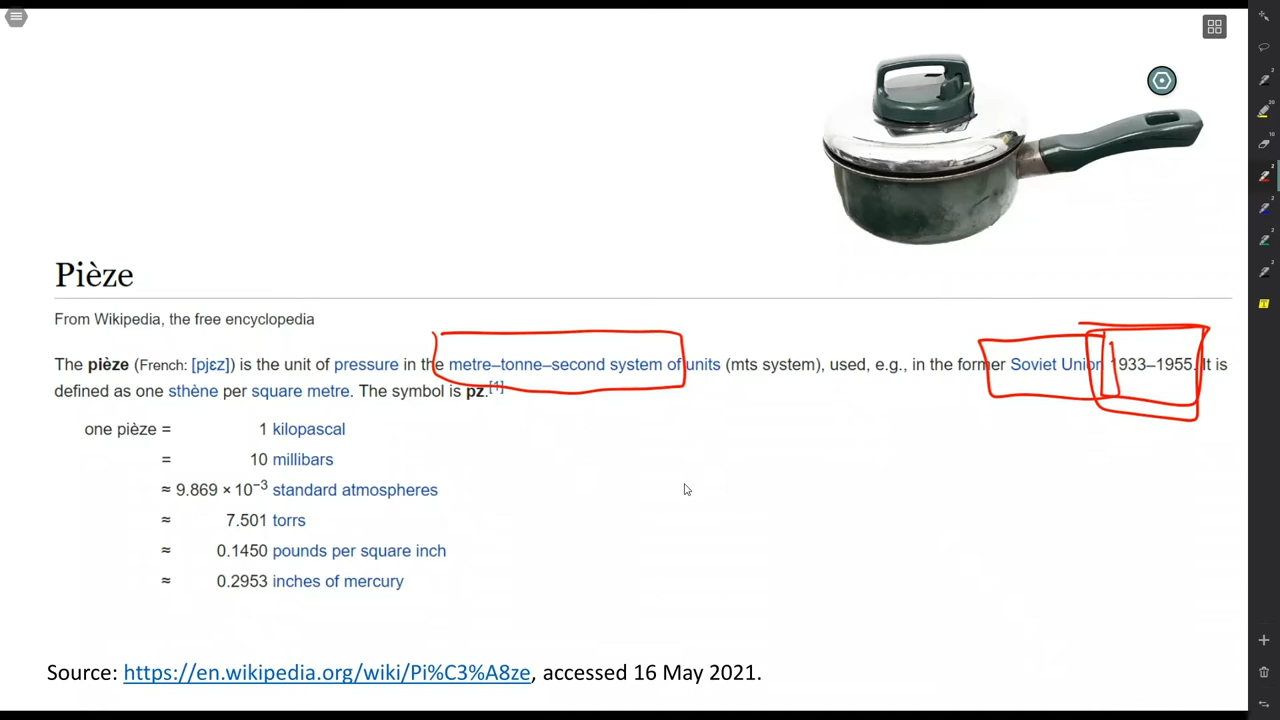 Pièze
From Wikipedia, the free encyclopedia
The pièze (French: [pjɛz]) is the unit of pressure in the metre–tonne–second system of units (mts system), used, e.g., in the former Soviet Union 1933–1955. It is
defined as one sthène per square metre. The symbol is pz.[1]
one pièze = 1 kilopascal
= 10 millibars
≈ 9.869 × 10−3 standard atmospheres
≈ 7.501 torrs
≈ 0.1450 pounds per square inch
≈ 0.2953 inches of mercury
Source: https://en.wikipedia.org/wiki/Pi%C3%A8ze, accessed 16 May 2021.